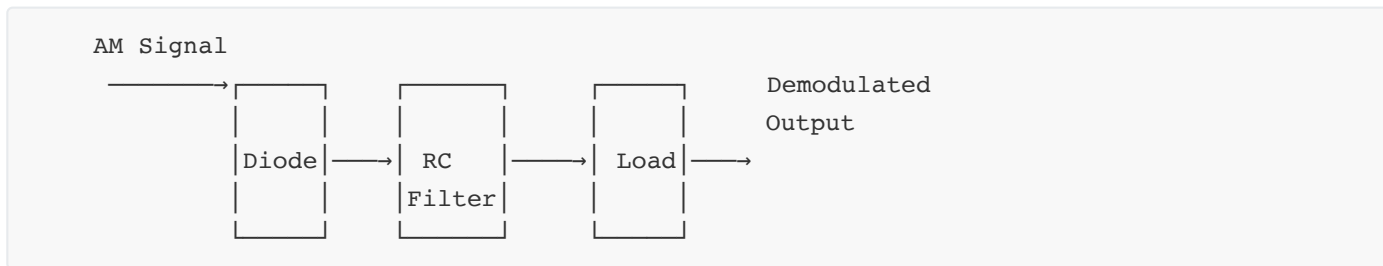 AM Signal
Demodulated
Output
Diode RC Load
Filter